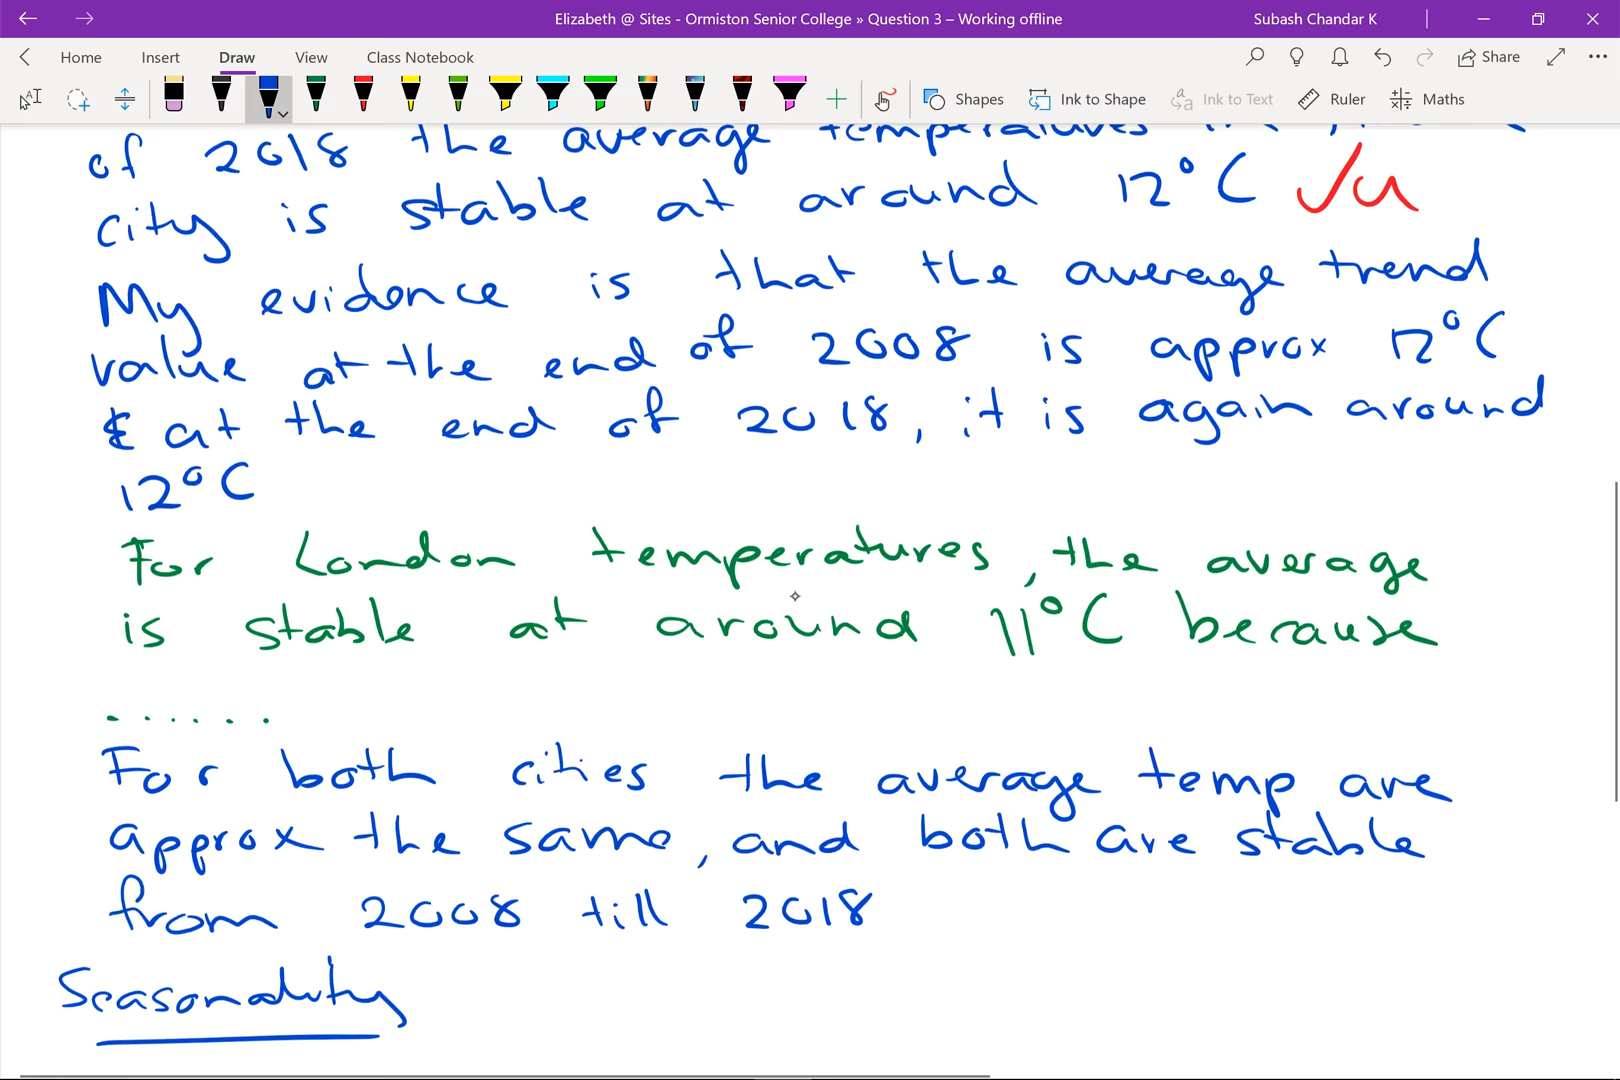 Elizabeth @ Sites - Ormiston Senior College » Question 3 – Working offline
Subash Chandar K
Home Insert Draw View Class Notebook Share
Shapes Ink to Shape Ink to Text Ruler Maths
of 2018 the average temperatures
city is stable at around 12°C √u
My evidence is that the average trend
value at the end of 2008 is approx 12°C
& at the end of 2018, it is again around
12°C
For London temperatures, the average
is stable at around 11°C because
......
For both cities the average temp are
approx the same, and both are stable
from 2008 till 2018
Seasonality